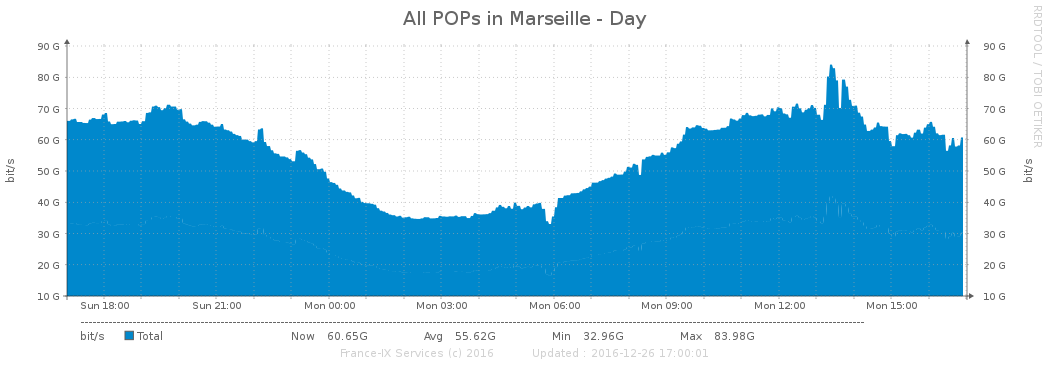 All POPs in Marseille - Day
RRDTOOL / TOBI OETIKER
90 G 90 G
80 G 80 G
70 G 70 G
60 G 60 G
50 G 50 G
40 G 40 G
30 G 30 G
20 G 20 G
10 G 10 G
bit/s
bit/s
Sun 18:00 Sun 21:00 Mon 00:00 Mon 03:00 Mon 06:00 Mon 09:00 Mon 12:00 Mon 15:00
bit/s Total Now 60.65G Avg 55.62G Min 32.96G Max 83.98G
France-IX Services (c) 2016 Updated : 2016-12-26 17:00:01